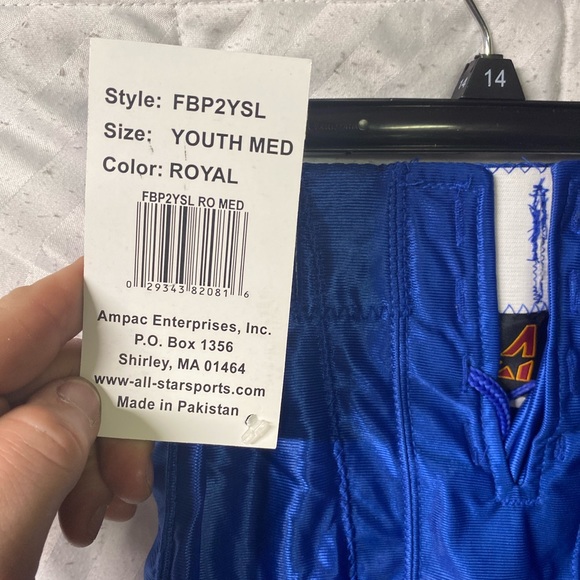 Style: FBP2YSL
Size: YOUTH MED
Color: ROYAL
FBP2YSL RO MED
0 29343 82081 6
Ampac Enterprises, Inc.
P.O. Box 1356
Shirley, MA 01464
www-all-starsports.com
Made in Pakistan
14